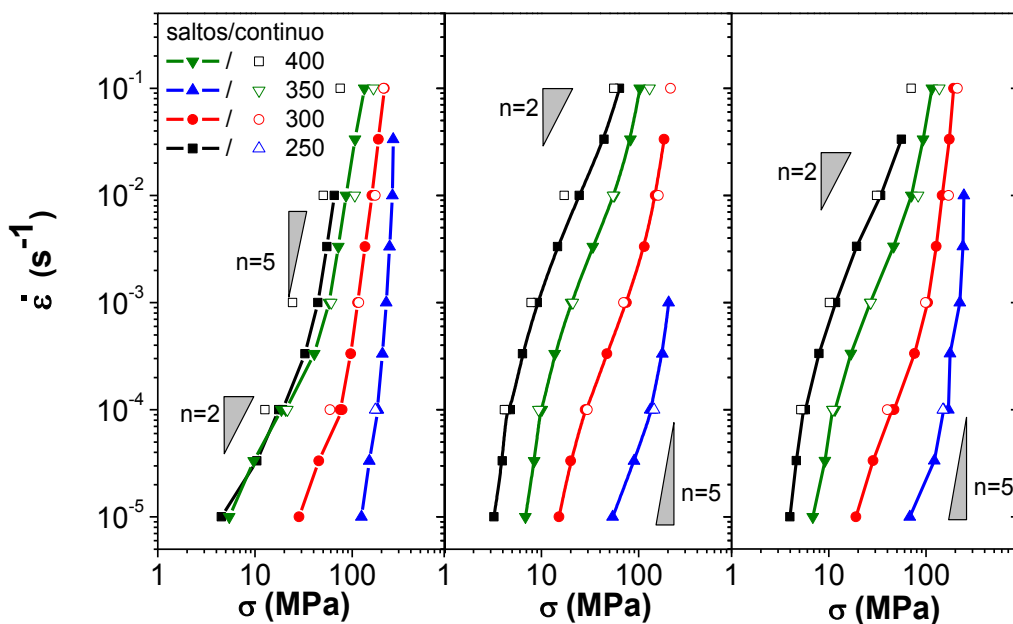 saltos/continuo
/ 400
/ 350
/ 300
/ 250
10⁻¹
10⁻²
10⁻³
10⁻⁴
10⁻⁵
ε̇ (s⁻¹)
n=5
n=2
n=2
n=5
n=2
n=5
1 10 100
1 10 100
1 10 100
σ (MPa)
σ (MPa)
σ (MPa)